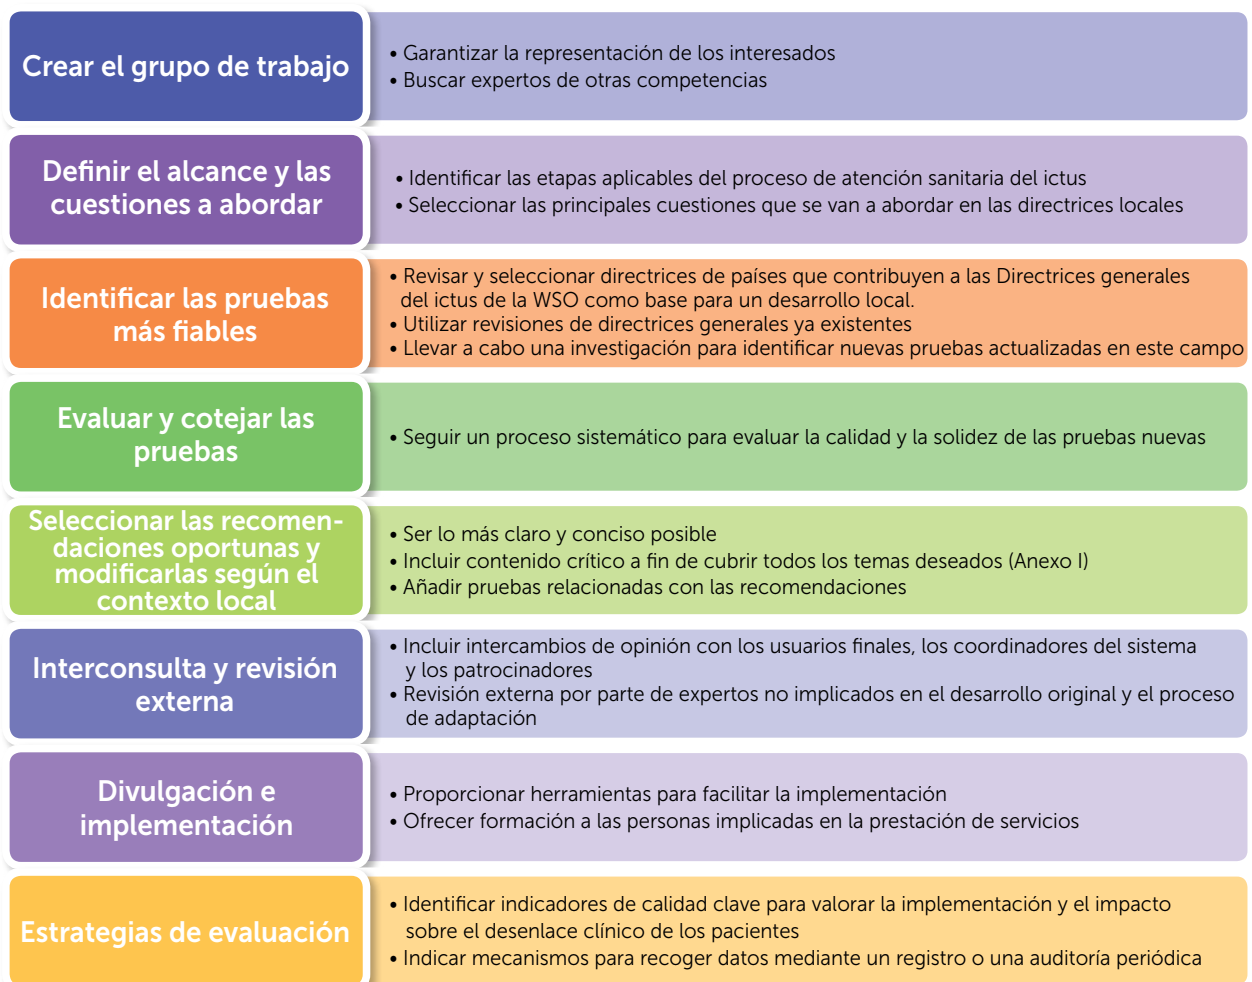 Crear el grupo de trabajo
• Garantizar la representación de los interesados
• Buscar expertos de otras competencias
Definir el alcance y las
cuestiones a abordar
• Identificar las etapas aplicables del proceso de atención sanitaria del ictus
• Seleccionar las principales cuestiones que se van a abordar en las directrices locales
Identificar las pruebas
más fiables
• Revisar y seleccionar directrices de países que contribuyen a las Directrices generales
del ictus de la WSO como base para un desarrollo local.
• Utilizar revisiones de directrices generales ya existentes
• Llevar a cabo una investigación para identificar nuevas pruebas actualizadas en este campo
Evaluar y cotejar las
pruebas
• Seguir un proceso sistemático para evaluar la calidad y la solidez de las pruebas nuevas
Seleccionar las recomen-
daciones oportunas y
modificarlas según el
contexto local
• Ser lo más claro y conciso posible
• Incluir contenido crítico a fin de cubrir todos los temas deseados (Anexo I)
• Añadir pruebas relacionadas con las recomendaciones
Interconsulta y revisión
externa
• Incluir intercambios de opinión con los usuarios finales, los coordinadores del sistema
y los patrocinadores
• Revisión externa por parte de expertos no implicados en el desarrollo original y el proceso
de adaptación
Divulgación e
implementación
• Proporcionar herramientas para facilitar la implementación
• Ofrecer formación a las personas implicadas en la prestación de servicios
Estrategias de evaluación
• Identificar indicadores de calidad clave para valorar la implementación y el impacto
sobre el desenlace clínico de los pacientes
• Indicar mecanismos para recoger datos mediante un registro o una auditoría periódica